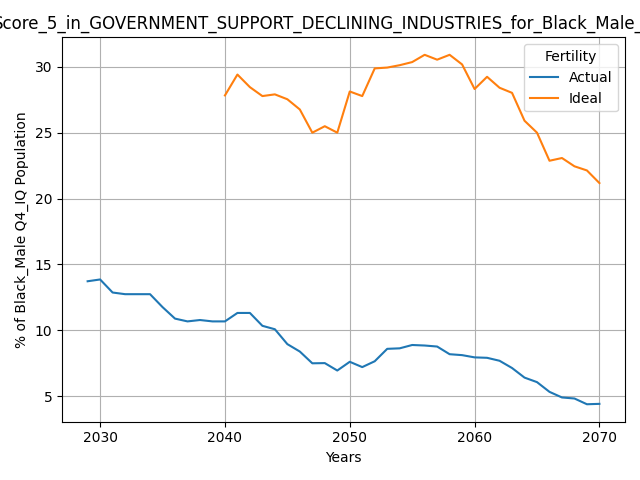 Score_5_in_GOVERNMENT_SUPPORT_DECLINING_INDUSTRIES_for_Black_Male_
Fertility
Actual
Ideal
% of Black_Male Q4_IQ Population
30
25
20
15
10
5
2030 2040 2050 2060 2070
Years